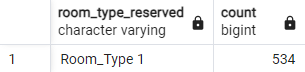 room_type_reserved count
character varying bigint
1 Room_Type 1 534